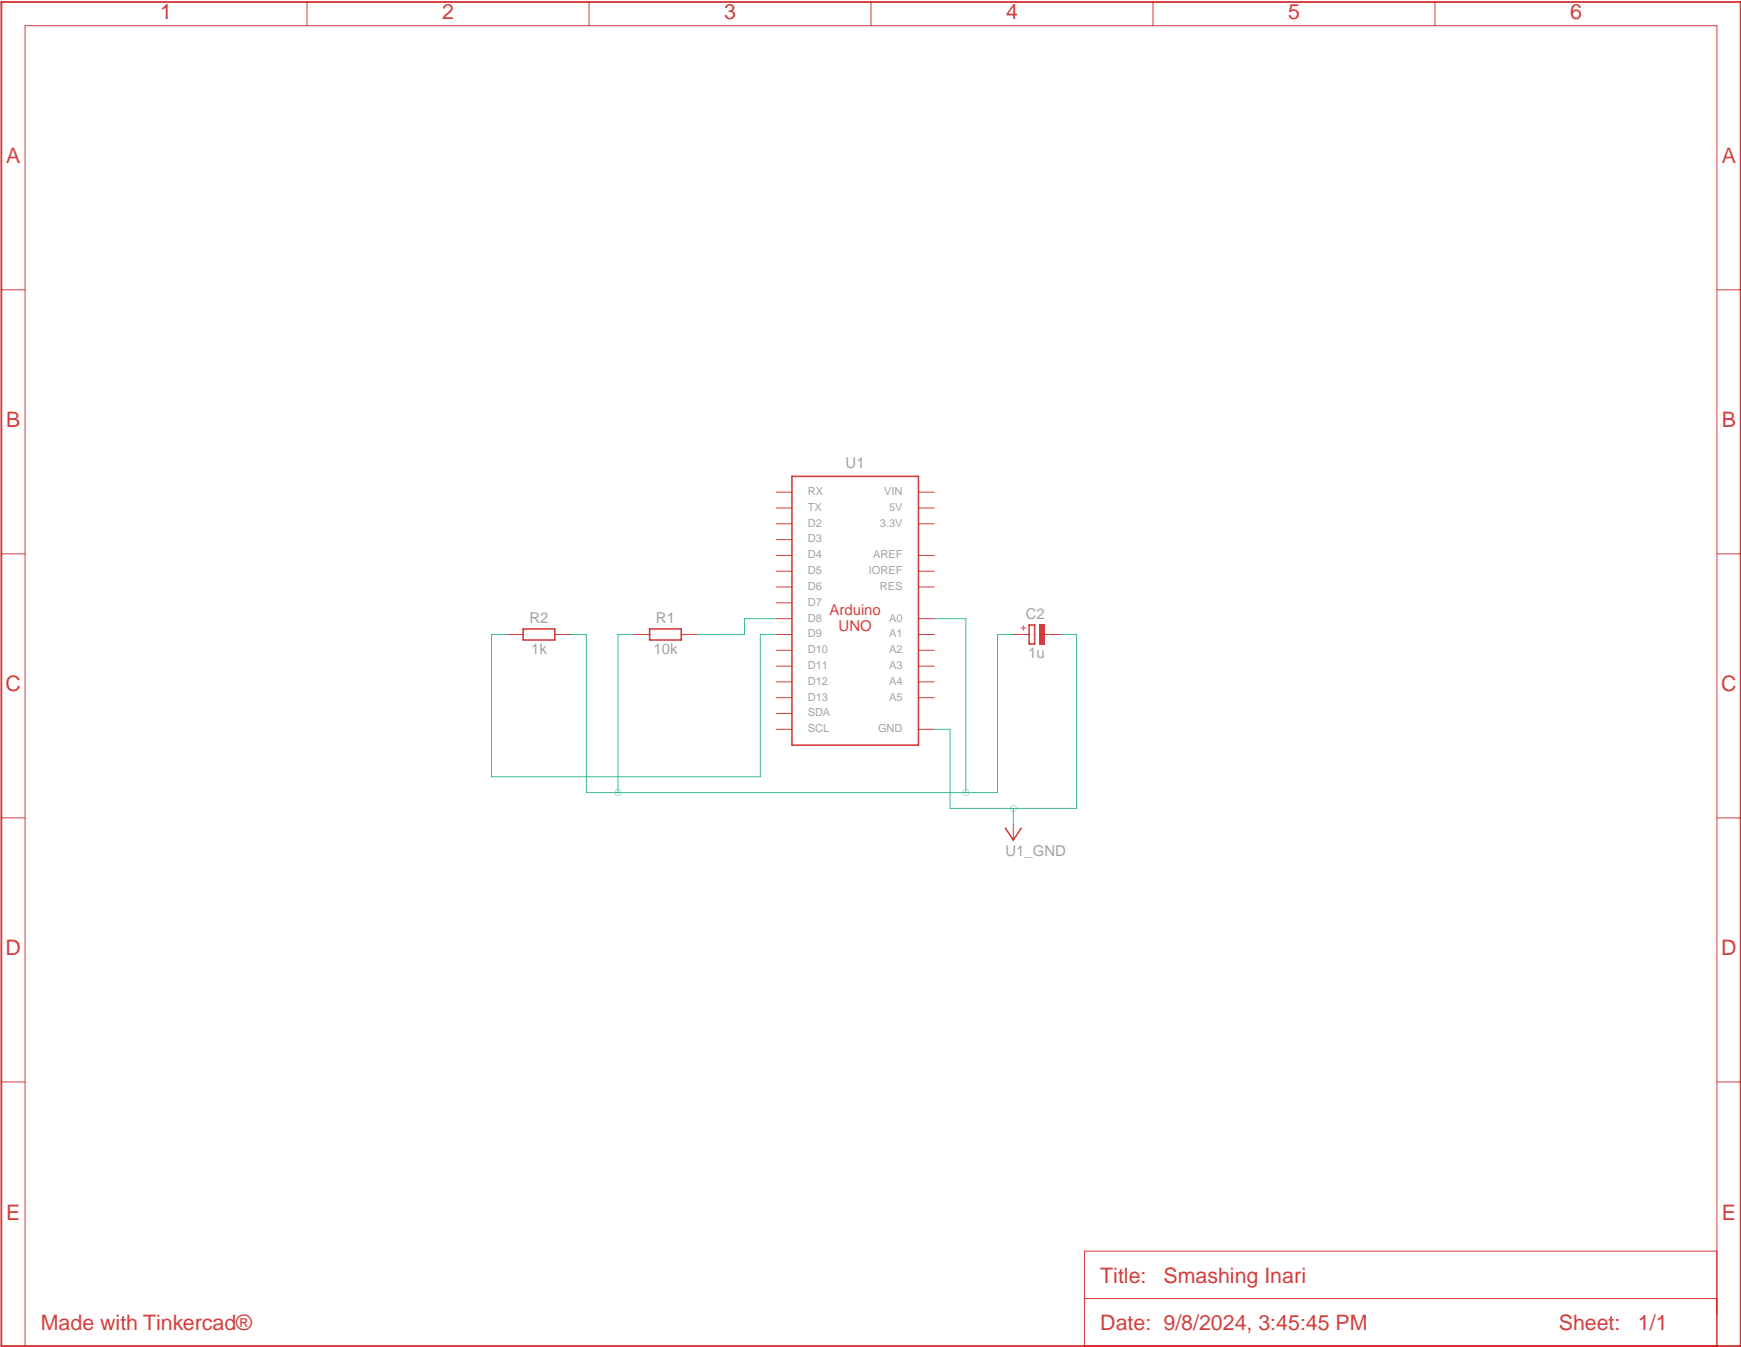 1 2 3 4 5 6
A A
B B
U1
RX VIN
TX 5V
D2 3.3V
D3
D4 AREF
D5 IOREF
D6 RES
D7
Arduino
UNO
D8 A0
D9 A1
D10 A2
D11 A3
D12 A4
D13 A5
SDA
SCL GND
R2
1k
R1
10k
C2
+
1u
C C
U1_GND
D D
E E
Title: Smashing Inari
Made with Tinkercad®
Date: 9/8/2024, 3:45:45 PM Sheet: 1/1